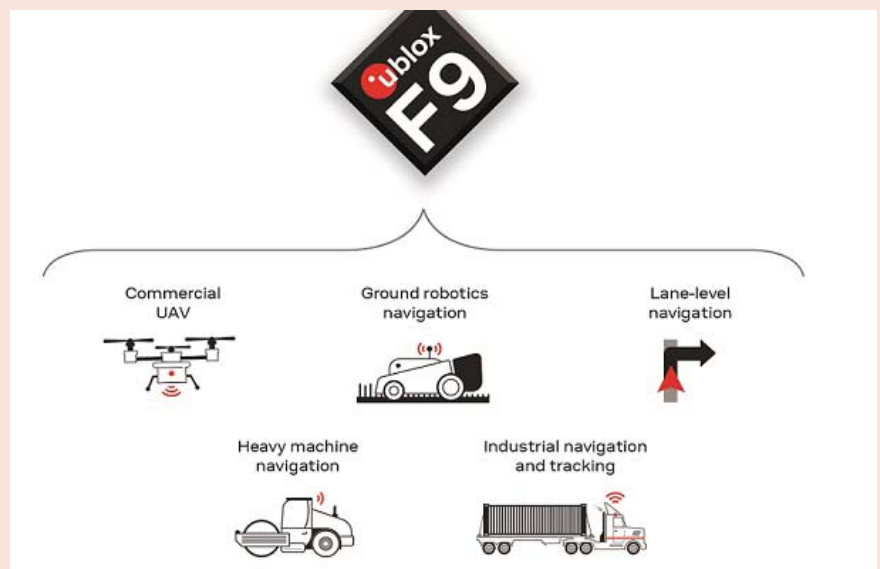 ublox
F9
Commercial
UAV
Ground robotics
navigation
Lane-level
navigation
Heavy machine
navigation
Industrial navigation
and tracking